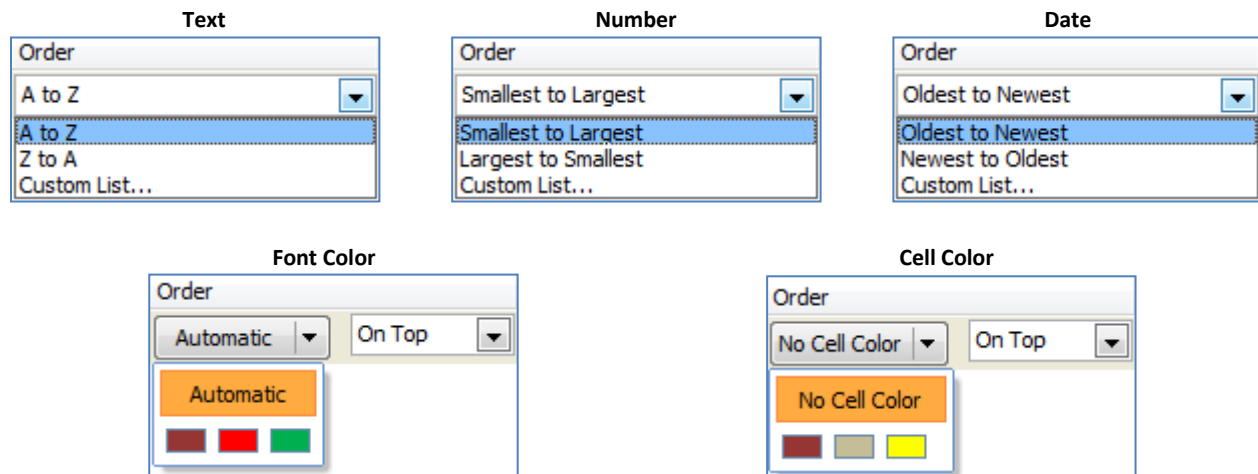 Text
Number
Date
Order
Order
Order
A to Z
Smallest to Largest
Oldest to Newest
A to Z
Smallest to Largest
Oldest to Newest
Z to A
Largest to Smallest
Newest to Oldest
Custom List...
Custom List...
Custom List...
Font Color
Cell Color
Order
Order
Automatic
On Top
No Cell Color
On Top
Automatic
No Cell Color